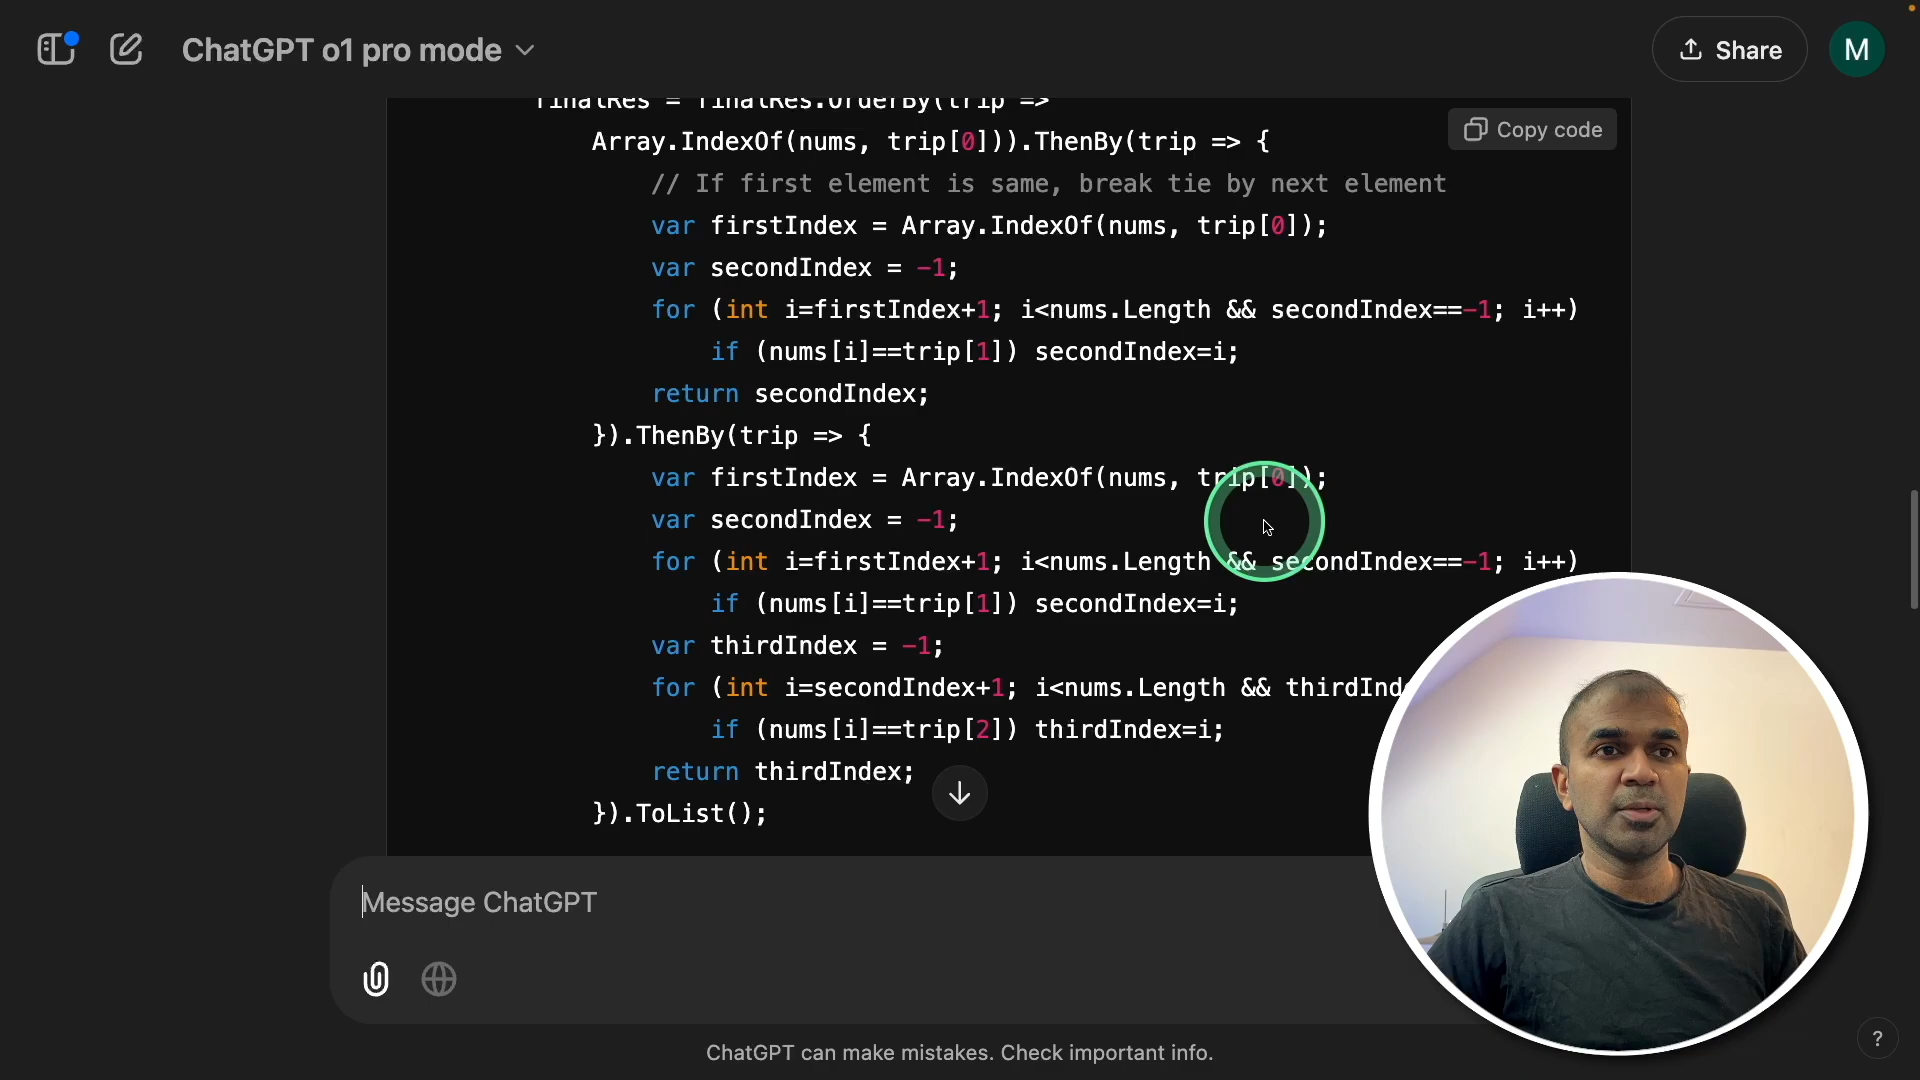 ChatGPT o1 pro mode
Share
M
finalRes = finalRes.OrderBy(trip =>
Copy code
Array.IndexOf(nums, trip[0])).ThenBy(trip => {
// If first element is same, break tie by next element
var firstIndex = Array.IndexOf(nums, trip[0]);
var secondIndex = -1;
for (int i=firstIndex+1; i<nums.Length && secondIndex==-1; i++)
if (nums[i]==trip[1]) secondIndex=i;
return secondIndex;
}).ThenBy(trip => {
var firstIndex = Array.IndexOf(nums, trip[0]);
var secondIndex = -1;
for (int i=firstIndex+1; i<nums.Length && secondIndex==-1; i++)
if (nums[i]==trip[1]) secondIndex=i;
var thirdIndex = -1;
for (int i=secondIndex+1; i<nums.Length && thirdInd
if (nums[i]==trip[2]) thirdIndex=i;
return thirdIndex;
}).ToList();
Message ChatGPT
ChatGPT can make mistakes. Check important info.
?